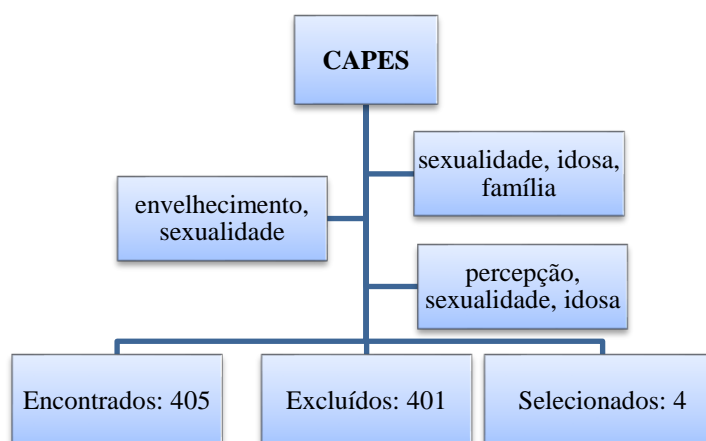 CAPES
sexualidade, idosa,
família
envelhecimento,
sexualidade
percepção,
sexualidade, idosa
Encontrados: 405
Excluídos: 401
Selecionados: 4